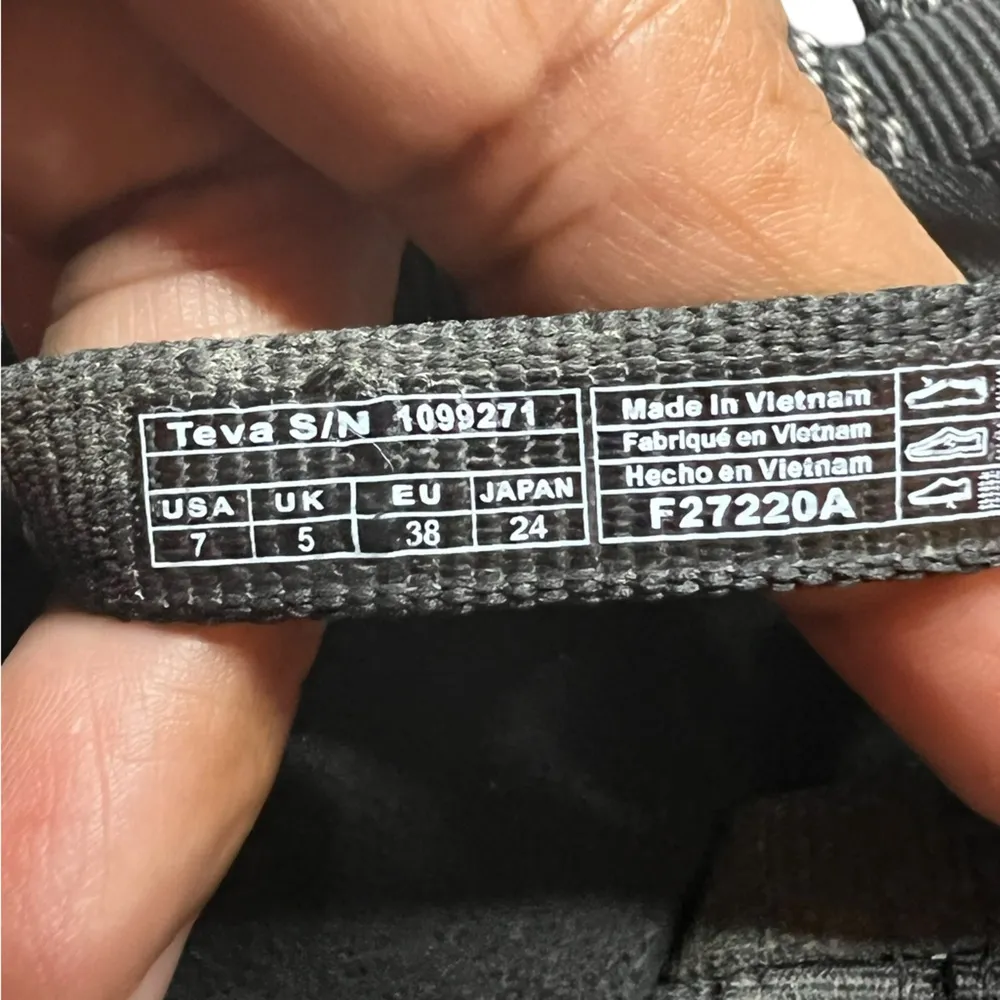 Teva S/N 1099271
USA UK EU JAPAN
7 5 38 24
Made In Vietnam
Fabriqué en Vietnam
Hecho en Vietnam
F27220A